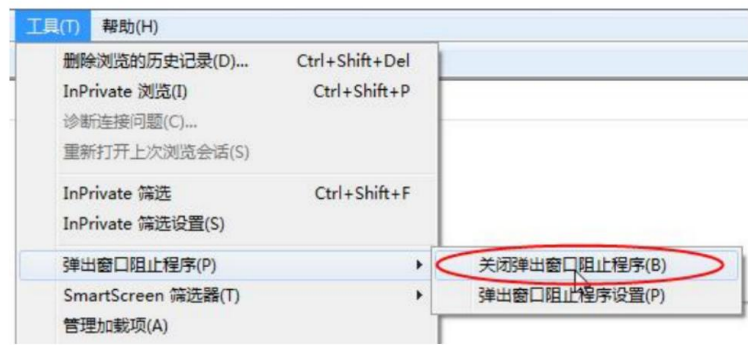 工具(T) 帮助(H)
删除浏览的历史记录(D)... Ctrl+Shift+Del
InPrivate 浏览(I) Ctrl+Shift+P
诊断连接问题(C)...
重新打开上次浏览会话(S)
InPrivate 筛选 Ctrl+Shift+F
InPrivate 筛选设置(S)
弹出窗口阻止程序(P) 关闭弹出窗口阻止程序(B)
SmartScreen 筛选器(T) 弹出窗口阻止程序设置(P)
管理加载项(A)